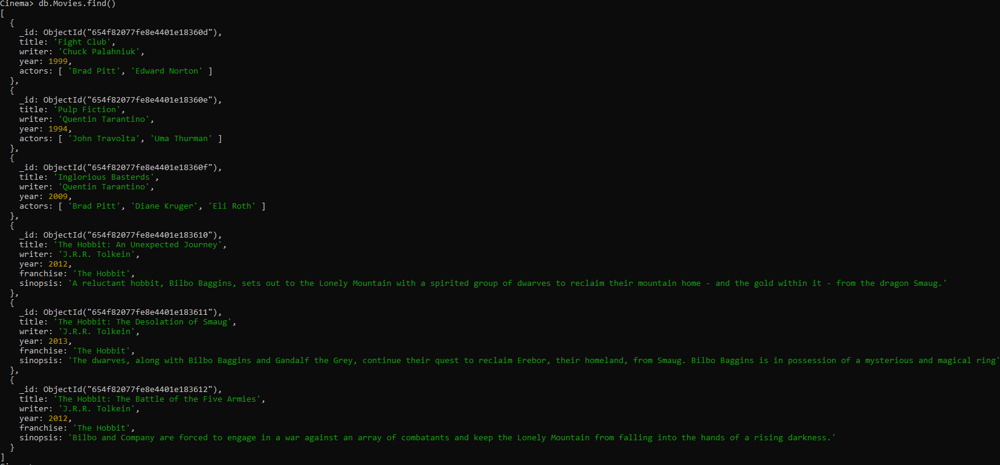 Cinema> db.Movies.find()
[
  {
    _id: ObjectId("654f82077fe8e4401e18360d"),
    title: 'Fight Club',
    writer: 'Chuck Palahniuk',
    year: 1999,
    actors: [ 'Brad Pitt', 'Edward Norton' ]
  },
  {
    _id: ObjectId("654f82077fe8e4401e18360e"),
    title: 'Pulp Fiction',
    writer: 'Quentin Tarantino',
    year: 1994,
    actors: [ 'John Travolta', 'Uma Thurman' ]
  },
  {
    _id: ObjectId("654f82077fe8e4401e18360f"),
    title: 'Inglorious Basterds',
    writer: 'Quentin Tarantino',
    year: 2009,
    actors: [ 'Brad Pitt', 'Diane Kruger', 'Eli Roth' ]
  },
  {
    _id: ObjectId("654f82077fe8e4401e183610"),
    title: 'The Hobbit: An Unexpected Journey',
    writer: 'J.R.R. Tolkein',
    year: 2012,
    franchise: 'The Hobbit',
    sinopsis: 'A reluctant hobbit, Bilbo Baggins, sets out to the Lonely Mountain with a spirited group of dwarves to reclaim their mountain home - and the gold within it - from the dragon Smaug.'
  },
  {
    _id: ObjectId("654f82077fe8e4401e183611"),
    title: 'The Hobbit: The Desolation of Smaug',
    writer: 'J.R.R. Tolkein',
    year: 2013,
    franchise: 'The Hobbit',
    sinopsis: 'The dwarves, along with Bilbo Baggins and Gandalf the Grey, continue their quest to reclaim Erebor, their homeland, from Smaug. Bilbo Baggins is in possession of a mysterious and magical ring'
  },
  {
    _id: ObjectId("654f82077fe8e4401e183612"),
    title: 'The Hobbit: The Battle of the Five Armies',
    writer: 'J.R.R. Tolkein',
    year: 2012,
    franchise: 'The Hobbit',
    sinopsis: 'Bilbo and Company are forced to engage in a war against an array of combatants and keep the Lonely Mountain from falling into the hands of a rising darkness.'
  }
]